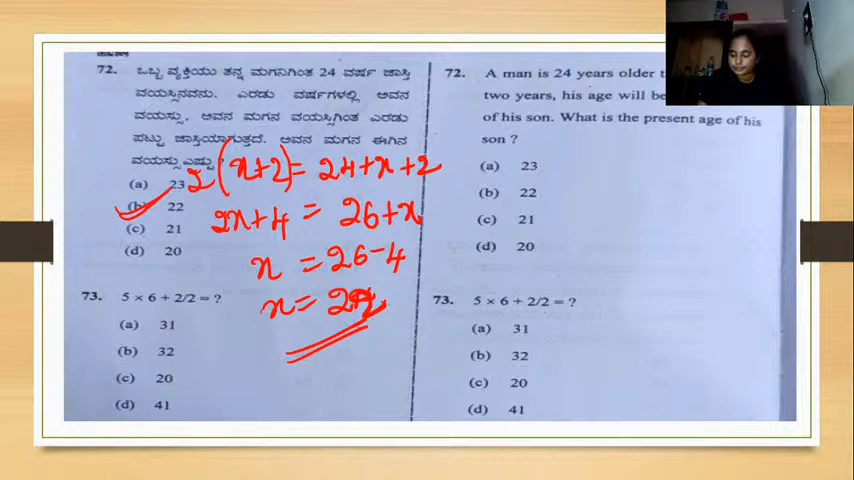 72. ಒಬ್ಬ ವ್ಯಕ್ತಿಯು ತನ್ನ ಮಗನಿಗಿಂತ 24 ವರ್ಷ ಜಾಸ್ತಿ
ವಯಸ್ಸಿನವನು. ಎರಡು ವರ್ಷಗಳಲ್ಲಿ ಅವನ
ವಯಸ್ಸು, ಅವನ ಮಗನ ವಯಸ್ಸಿಗಿಂತ ಎರಡು
ಪಟ್ಟು ಜಾಸ್ತಿಯಾಗುತ್ತದೆ. ಅವನ ಮಗನ ಈಗಿನ
ವಯಸ್ಸು ಎಷ್ಟು ?
(a) 23
(b) 22
(c) 21
(d) 20
2(x+2) = 24+x+2
2x+4 = 26+x
x = 26-4
x = 22
73. 5 × 6 + 2/2 = ?
(a) 31
(b) 32
(c) 20
(d) 41
72. A man is 24 years older
two years, his age will be
of his son. What is the present age of his
son ?
(a) 23
(b) 22
(c) 21
(d) 20
73. 5 × 6 + 2/2 = ?
(a) 31
(b) 32
(c) 20
(d) 41